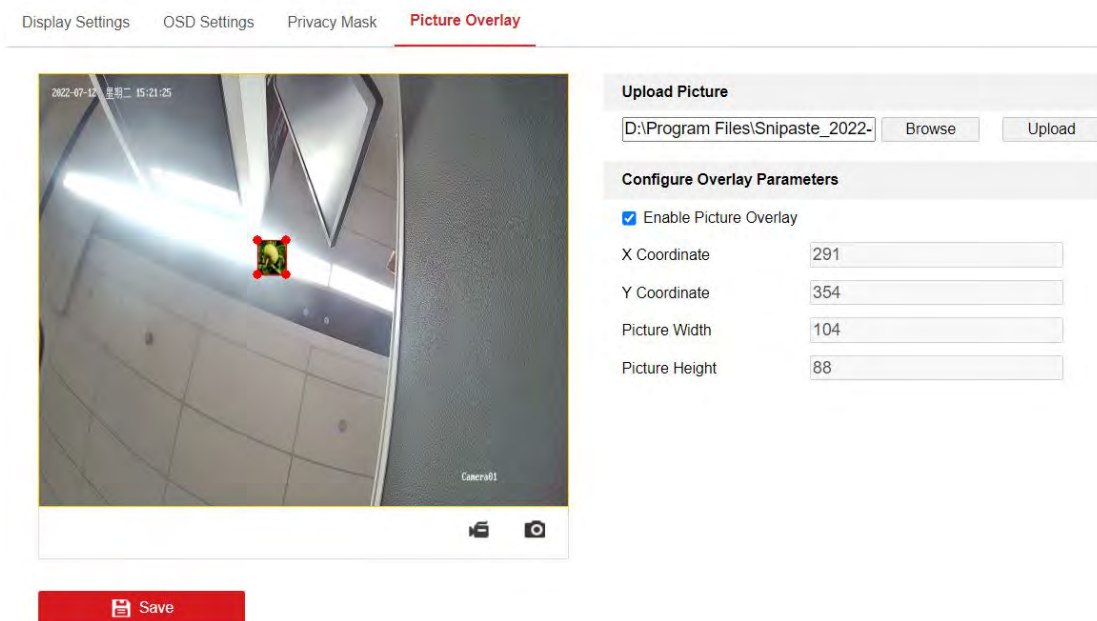 Display Settings OSD Settings Privacy Mask Picture Overlay
2022-07-12 星期二 15:21:25
Camera01
Save
Upload Picture
D:\Program Files\Snipaste_2022- Browse Upload
Configure Overlay Parameters
Enable Picture Overlay
X Coordinate 291
Y Coordinate 354
Picture Width 104
Picture Height 88